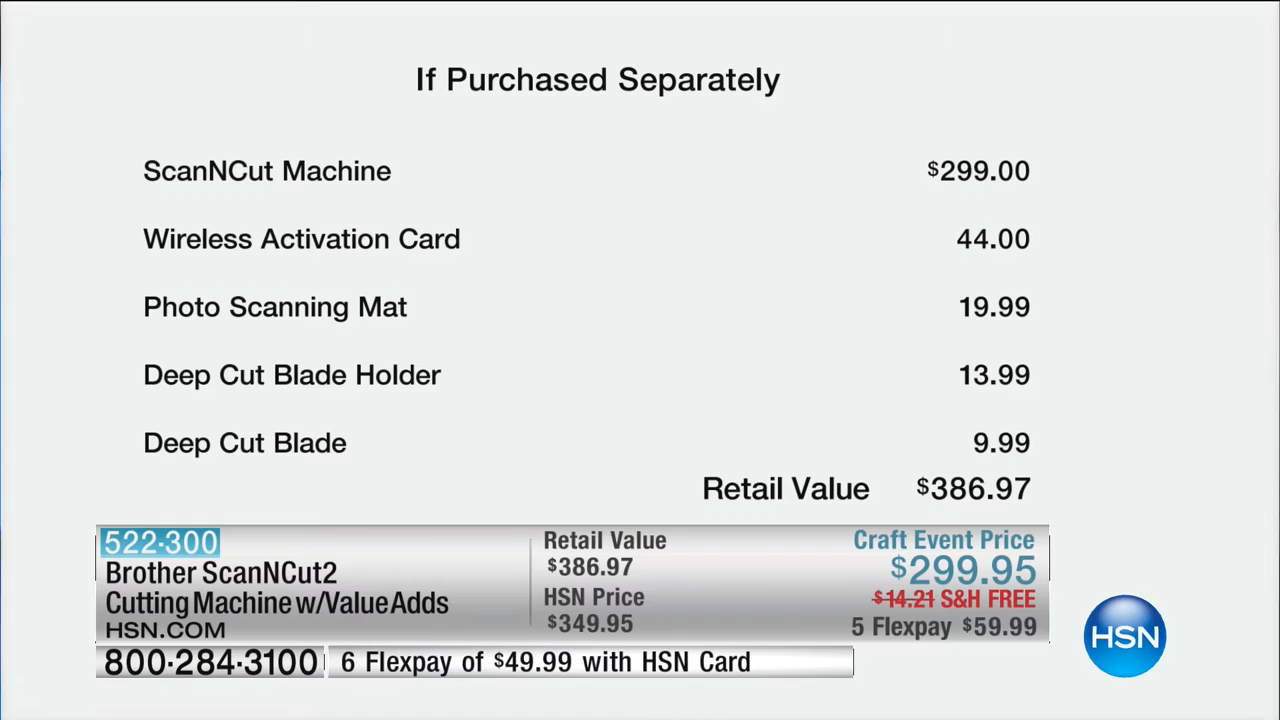 If Purchased Separately
ScanNCut Machine $299.00
Wireless Activation Card 44.00
Photo Scanning Mat 19.99
Deep Cut Blade Holder 13.99
Deep Cut Blade 9.99
Retail Value $386.97
522·300
Brother ScanNCut2
Cutting Machine w/Value Adds
HSN.COM
Retail Value
$386.97
HSN Price
$349.95
Craft Event Price
$299.95
$14.21 S&H FREE
5 Flexpay $59.99
800·284·3100
6 Flexpay of $49.99 with HSN Card
HSN